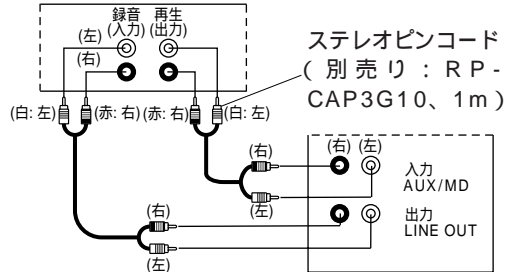 録音 再生
(入力) (出力)
(左)
(右)
ステレオピンコード
(別売り:RP-
CAP3G10、1m)
(白: 左) (赤: 右) (赤: 右) (白: 左)
(右) (左)
(右)
入力
AUX/MD
(左)
(右)
出力
LINE OUT
(左)